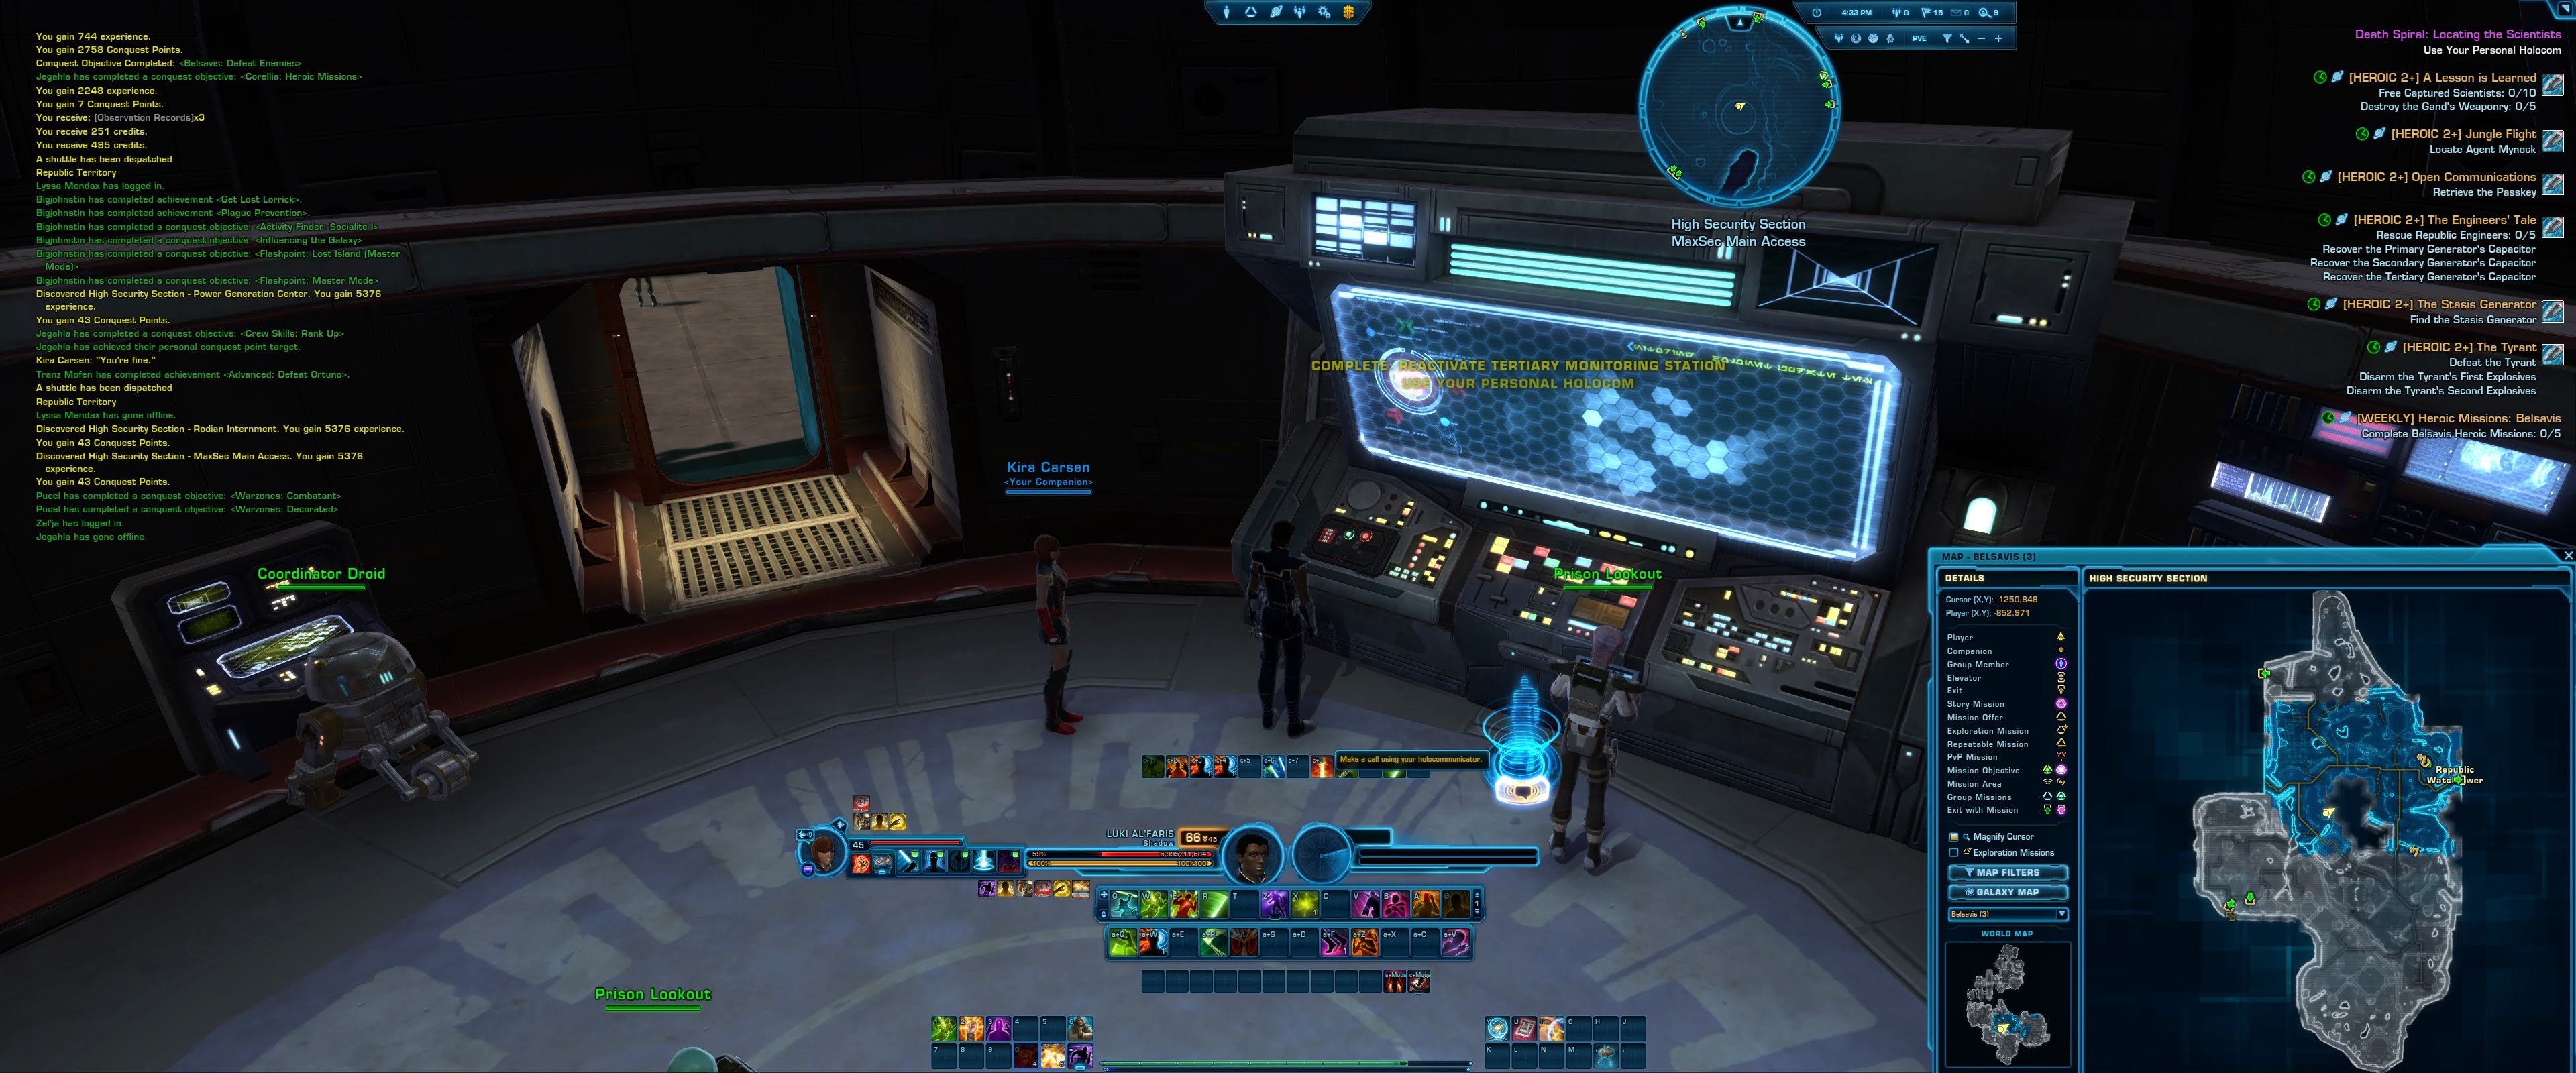 You gain 744 experience.
You gain 2758 Conquest Points.
Conquest Objective Completed: <Belsavis: Defeat Enemies>
Jegahla has completed a conquest objective: <Corellia: Heroic Missions>
You gain 2248 experience.
You gain 7 Conquest Points.
You receive: [Observation Records]x3
You receive 251 credits.
You receive 495 credits.
A shuttle has been dispatched
Republic Territory
Lyssa Mendax has logged in.
Bigjohnstin has completed achievement <Get Lost Lorrick>.
Bigjohnstin has completed achievement <Plague Prevention>.
Bigjohnstin has completed a conquest objective: <Activity Finder: Socialite I>
Bigjohnstin has completed a conquest objective: <Influencing the Galaxy>
Bigjohnstin has completed a conquest objective: <Flashpoint: Lost Island (Master
Mode)>
Bigjohnstin has completed a conquest objective: <Flashpoint: Master Mode>
Discovered High Security Section - Power Generation Center. You gain 5376
experience.
You gain 43 Conquest Points.
Jegahla has completed a conquest objective: <Crew Skills: Rank Up>
Jegahla has achieved their personal conquest point target.
Kira Carsen: "You're fine."
Tranz Mofen has completed achievement <Advanced: Defeat Ortuno>.
A shuttle has been dispatched
Republic Territory
Lyssa Mendax has gone offline.
Discovered High Security Section - Rodian Internment. You gain 5376 experience.
You gain 43 Conquest Points.
Discovered High Security Section - MaxSec Main Access. You gain 5376
experience.
You gain 43 Conquest Points.
Pucel has completed a conquest objective: <Warzones: Combatant>
Pucel has completed a conquest objective: <Warzones: Decorated>
Zel'ja has logged in.
Jegahla has gone offline.
4:33 PM
0
15
0
9
PVE
High Security Section
MaxSec Main Access
Death Spiral: Locating the Scientists
Use Your Personal Holocom
[HEROIC 2+] A Lesson is Learned
Free Captured Scientists: 0/10
Destroy the Gand's Weaponry: 0/5
[HEROIC 2+] Jungle Flight
Locate Agent Mynock
[HEROIC 2+] Open Communications
Retrieve the Passkey
[HEROIC 2+] The Engineers' Tale
Rescue Republic Engineers: 0/5
Recover the Primary Generator's Capacitor
Recover the Secondary Generator's Capacitor
Recover the Tertiary Generator's Capacitor
[HEROIC 2+] The Stasis Generator
Find the Stasis Generator
[HEROIC 2+] The Tyrant
Defeat the Tyrant
Disarm the Tyrant's First Explosives
Disarm the Tyrant's Second Explosives
[WEEKLY] Heroic Missions: Belsavis
Complete Belsavis Heroic Missions: 0/5
COMPLETE: REACTIVATE TERTIARY MONITORING STATION
USE YOUR PERSONAL HOLOCOM
Kira Carsen
<Your Companion>
Coordinator Droid
Prison Lookout
Prison Lookout
Make a call using your holocommunicator.
LUKI AL'FARIS
Shadow
66
45
45
59%
6,995/11,684
100%
100/100
MAP - BELSAVIS (3)
DETAILS
Cursor (X,Y): -1250,848
Player (X,Y): -852,971
Player
Companion
Group Member
Elevator
Exit
Story Mission
Mission Offer
Exploration Mission
Repeatable Mission
PvP Mission
Mission Objective
Mission Area
Group Missions
Exit with Mission
Magnify Cursor
Exploration Missions
MAP FILTERS
GALAXY MAP
Belsavis (3)
WORLD MAP
HIGH SECURITY SECTION
Republic